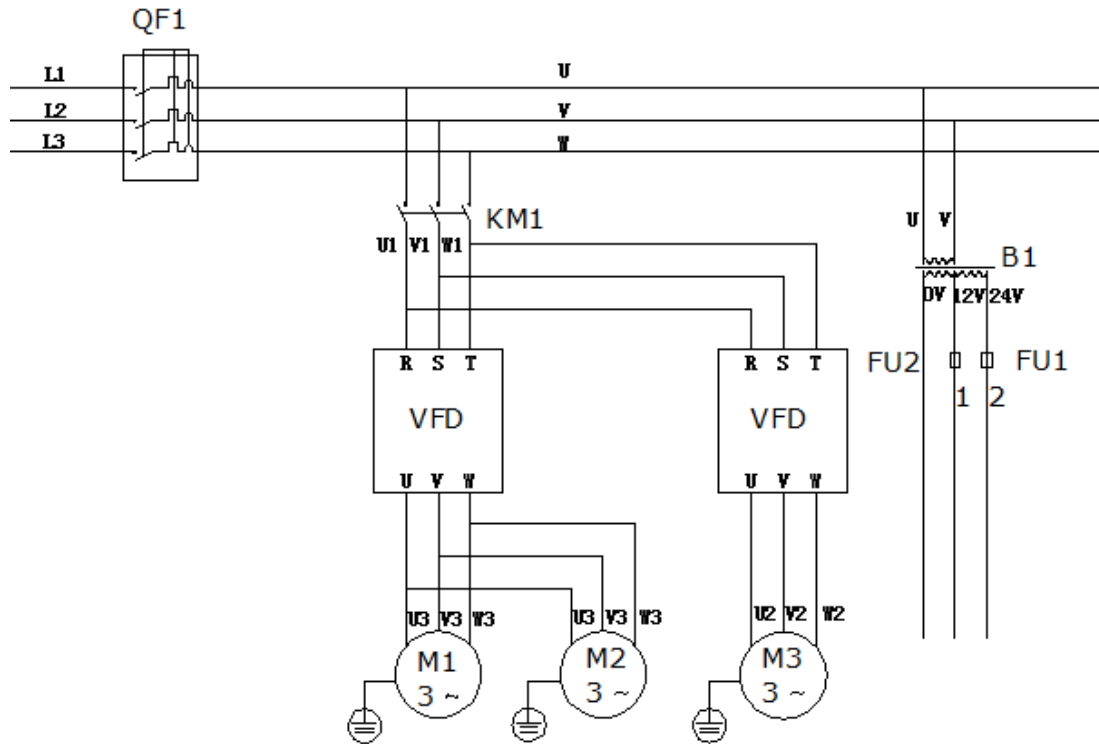 QF1
L1
U
L2
V
L3
W
KM1
U V
U1 V1 W1
B1
0V 12V 24V
R S T
R S T
FU2
FU1
1 2
VFD
VFD
U V W
U V W
U3 V3 W3
U3 V3 W3
U2 V2 W2
M1
3 ~
M2
3 ~
M3
3 ~